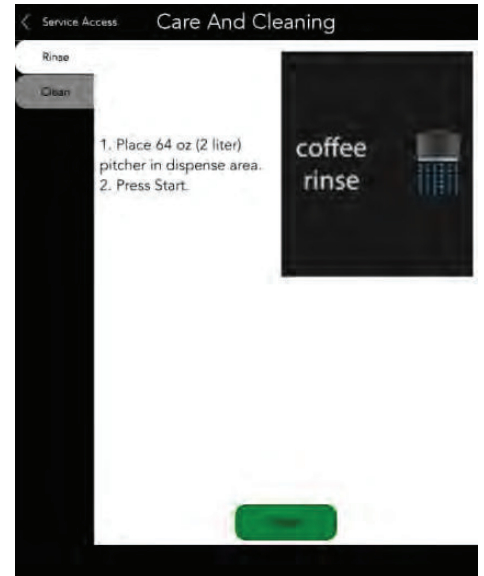 Service Access
Care And Cleaning
Rinse
Clean
1. Place 64 oz (2 liter)
pitcher in dispense area.
2. Press Start.
coffee
rinse